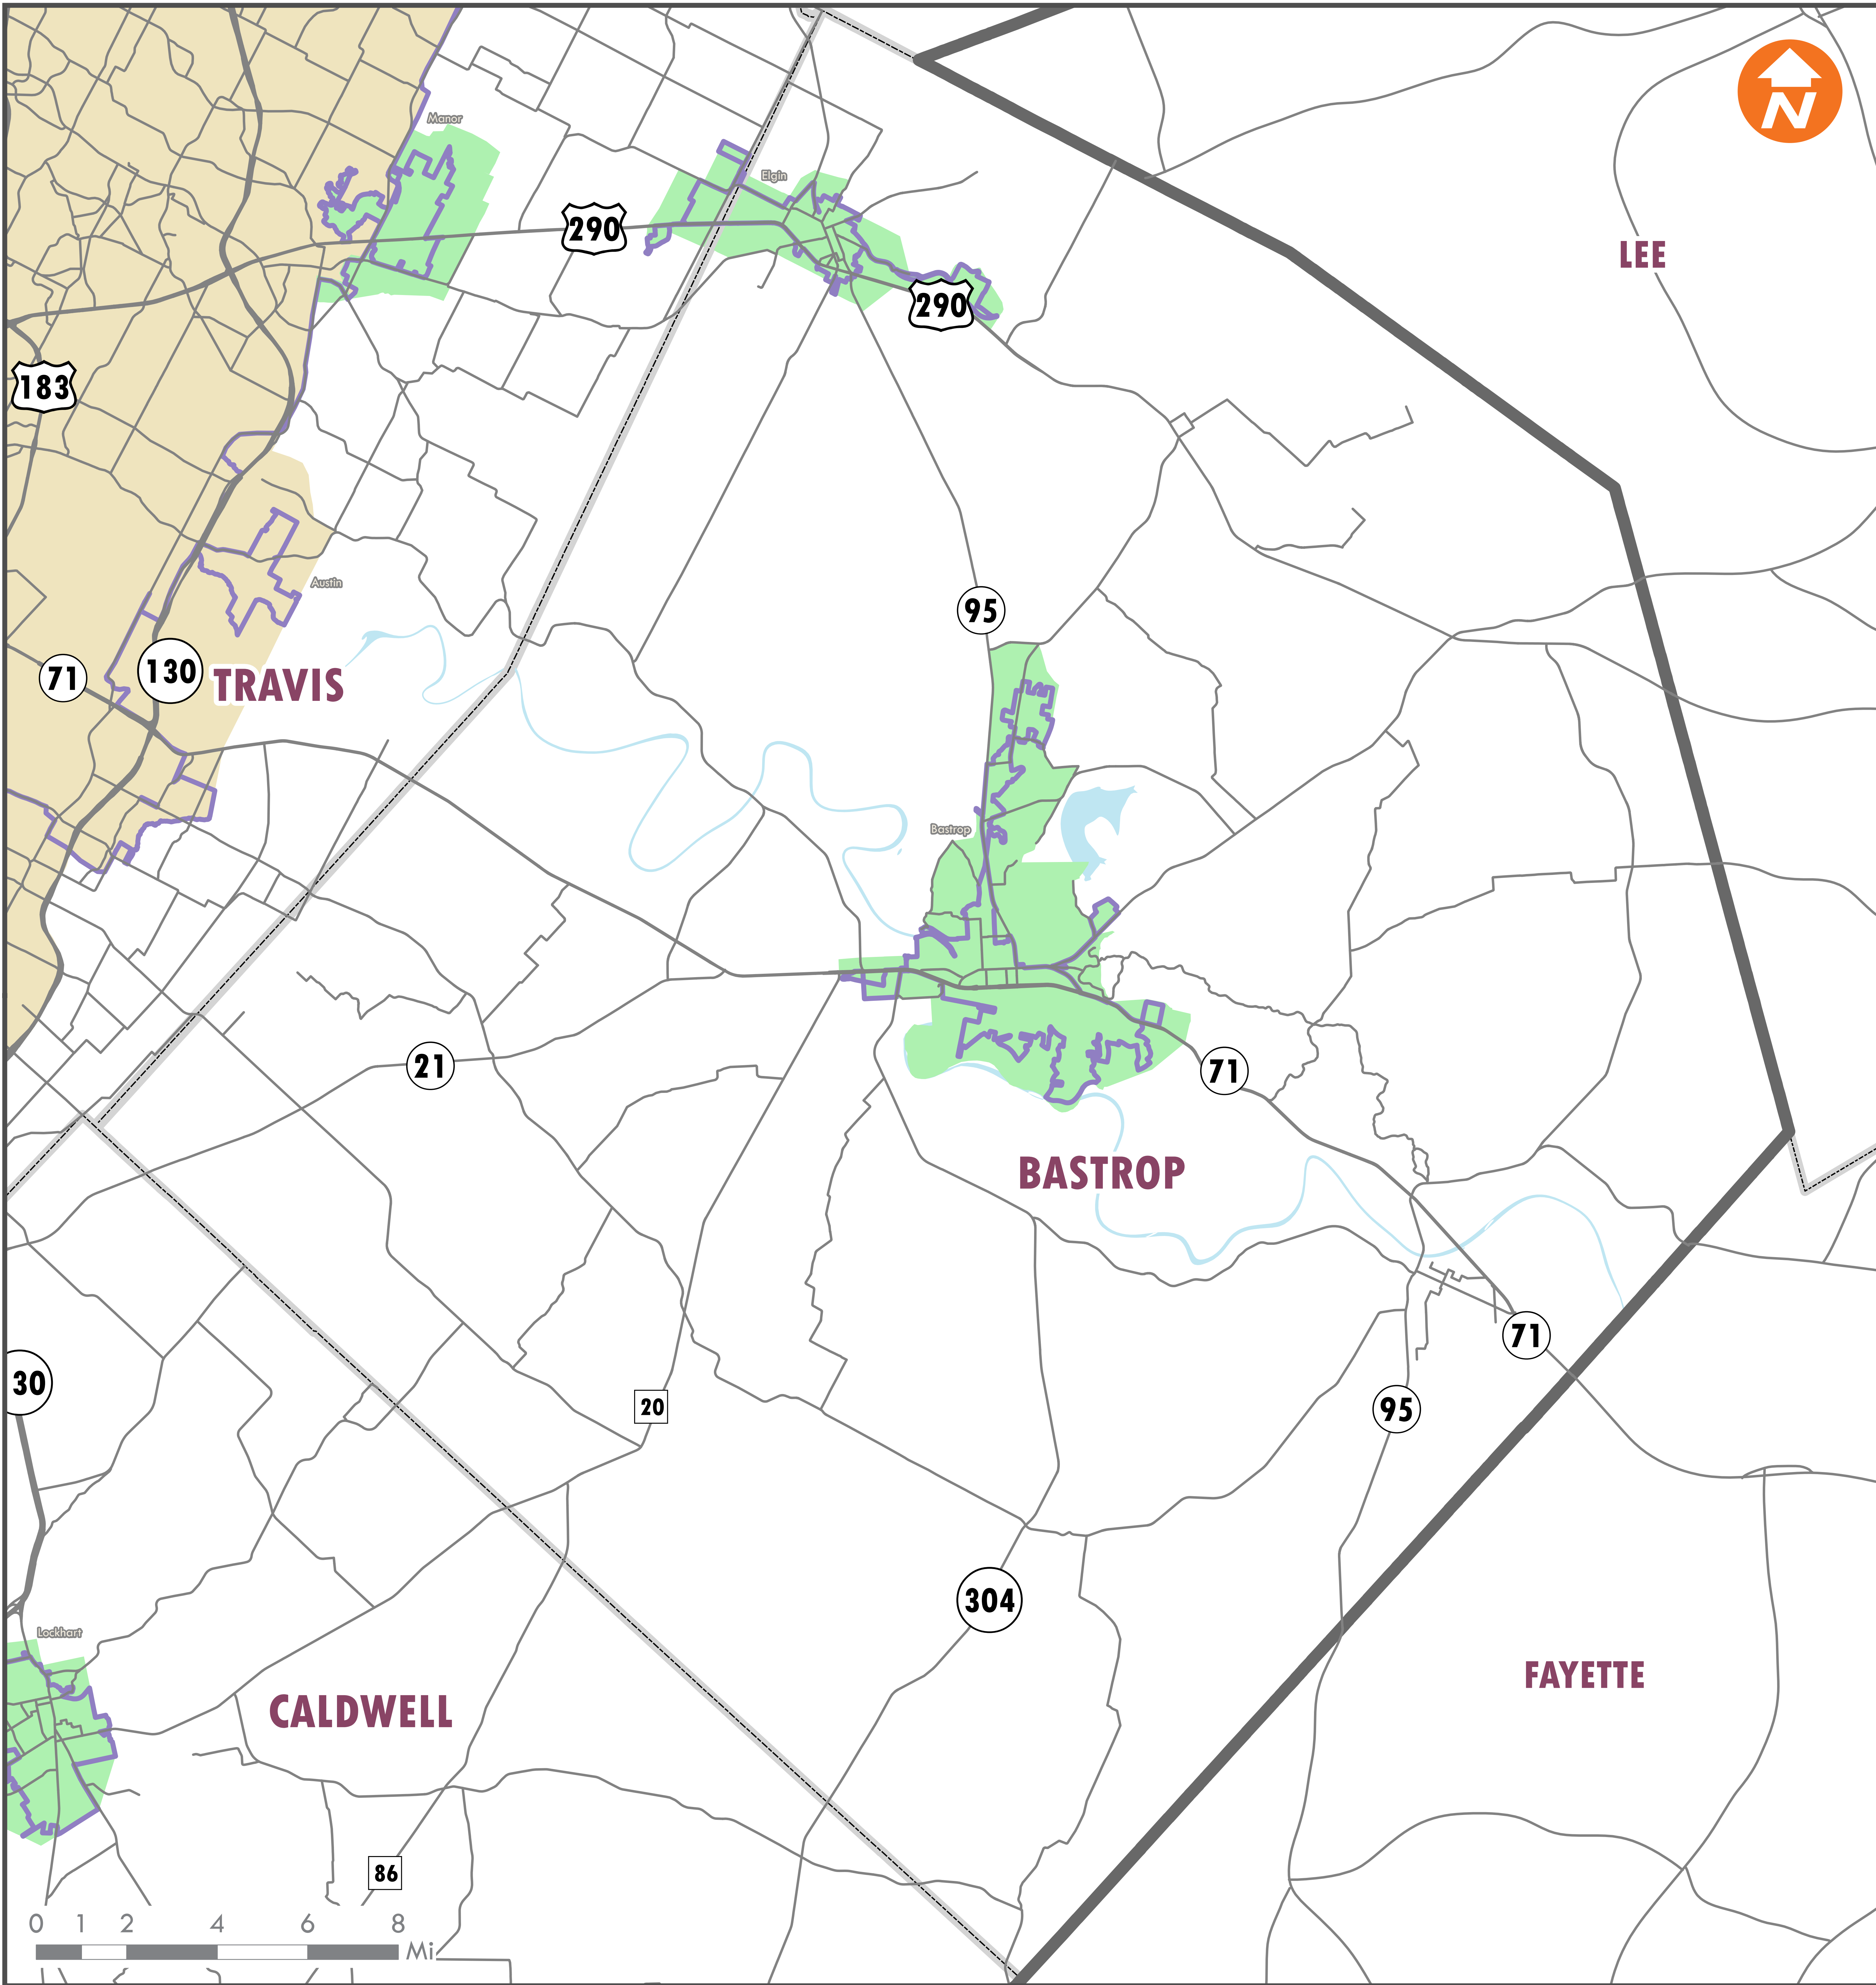 N
Manor
Elgin
290
LEE
290
183
Austin
95
71
130
TRAVIS
Bastrop
21
71
BASTROP
71
30
20
95
304
Lockhart
FAYETTE
CALDWELL
86
0 1 2 4 6 8
Mi